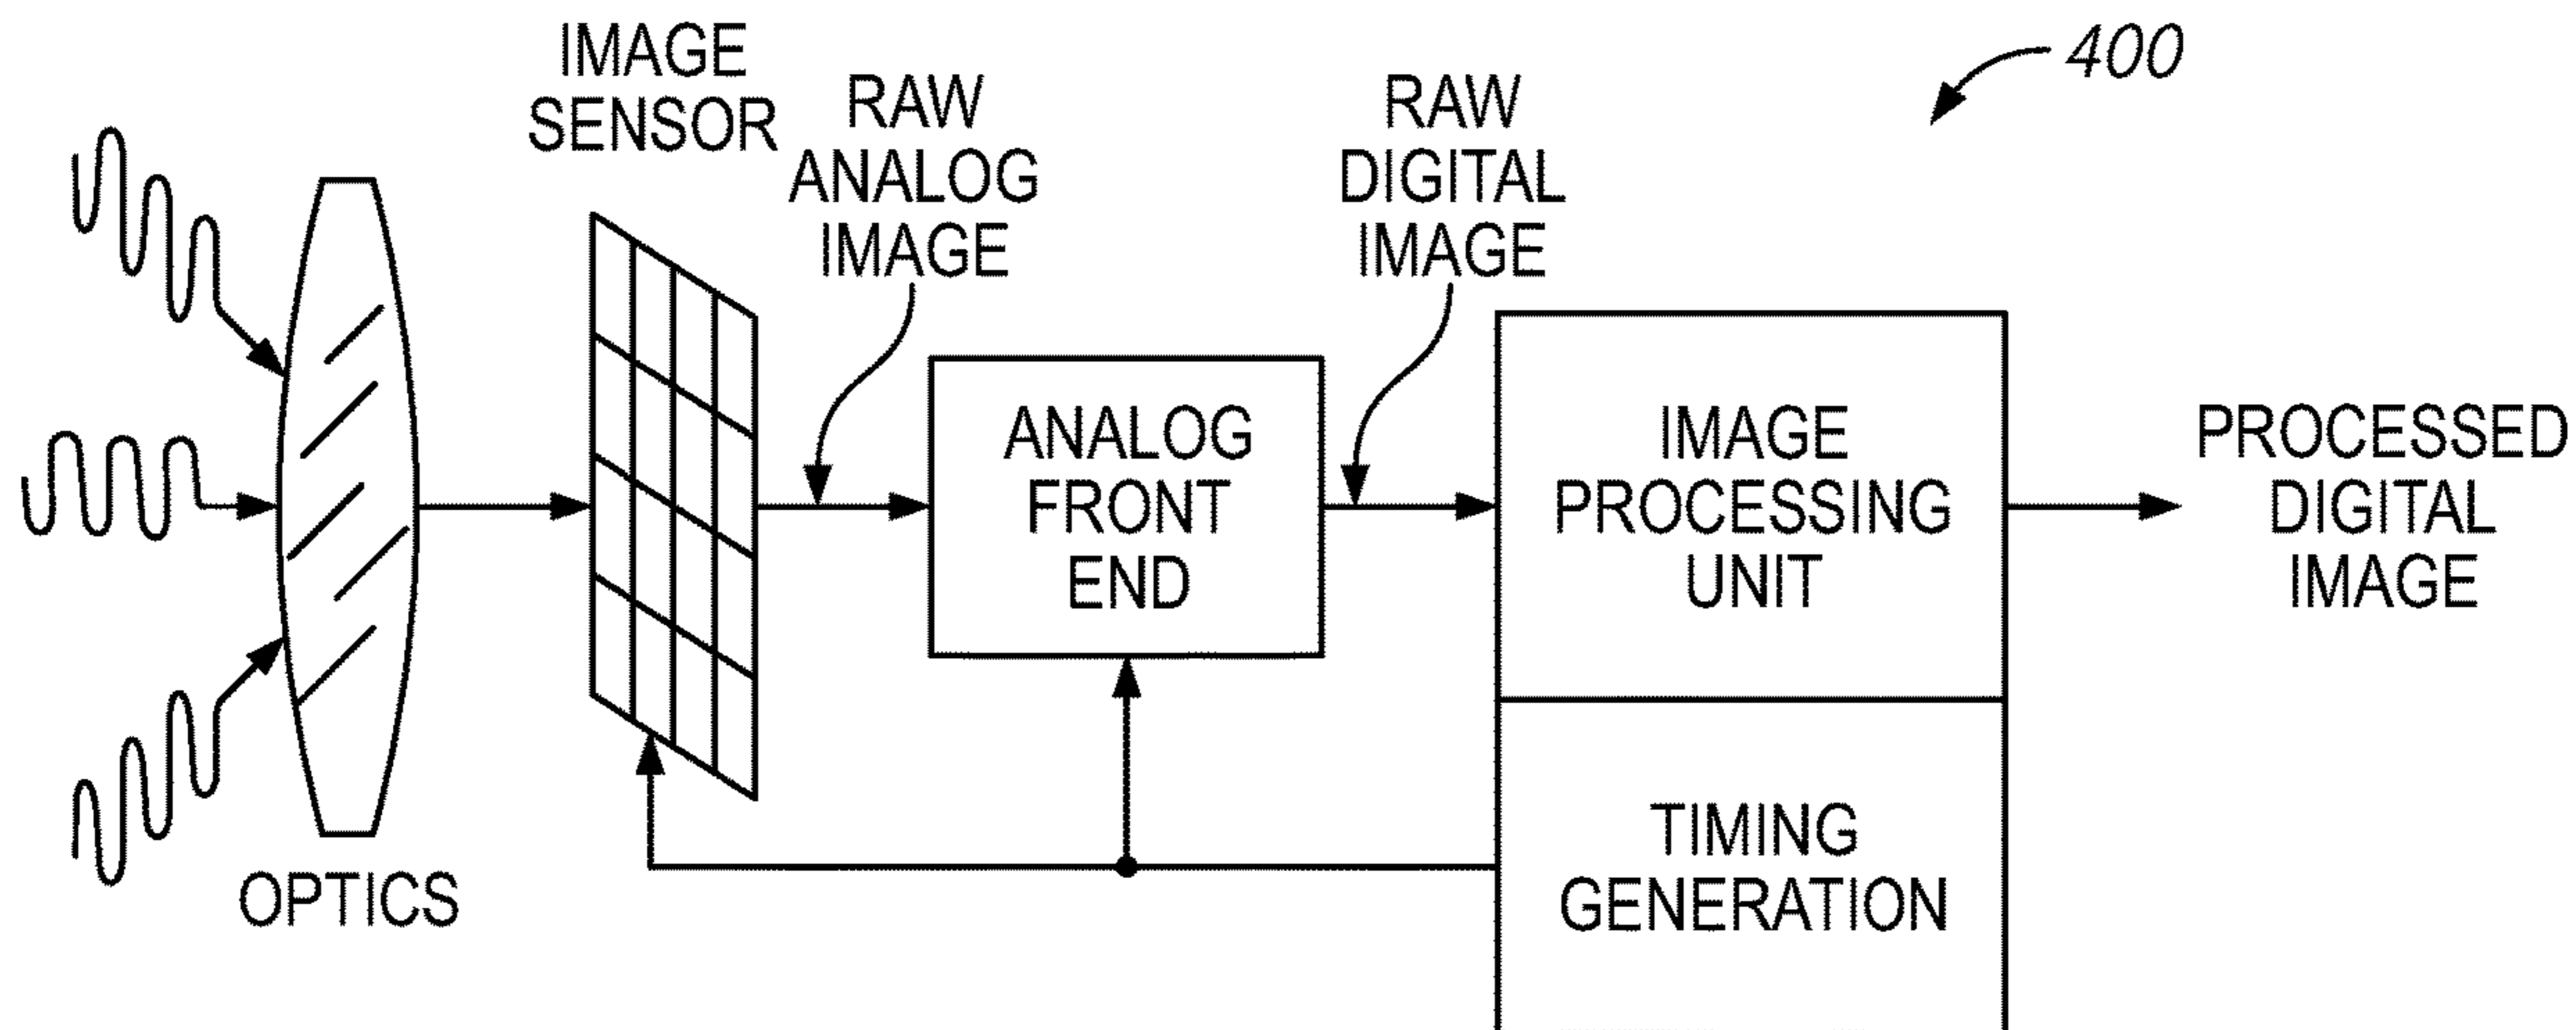 IMAGE
SENSOR
RAW
ANALOG
IMAGE
RAW
DIGITAL
IMAGE
400
OPTICS
ANALOG
FRONT
END
IMAGE
PROCESSING
UNIT
TIMING
GENERATION
PROCESSED
DIGITAL
IMAGE